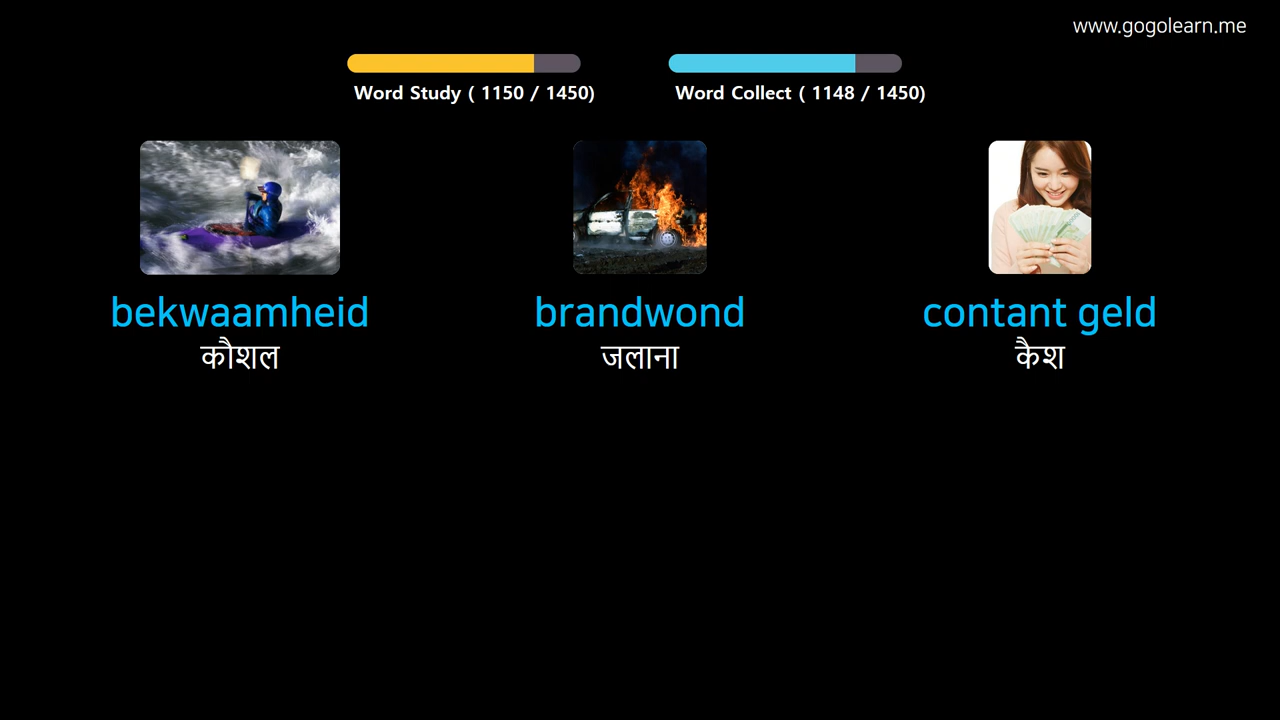 www.gogolearn.me
Word Study ( 1150 / 1450)
Word Collect ( 1148 / 1450)
bekwaamheid
कौशल
brandwond
जलाना
contant geld
कैश